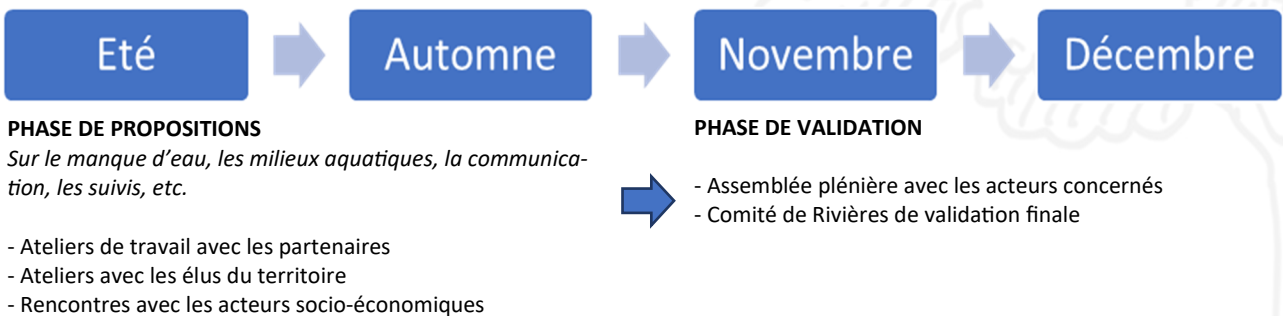 Eté
Automne
Novembre
Décembre
PHASE DE PROPOSITIONS
Sur le manque d’eau, les milieux aquatiques, la communica-
tion, les suivis, etc.
- Ateliers de travail avec les partenaires
- Ateliers avec les élus du territoire
- Rencontres avec les acteurs socio-économiques
PHASE DE VALIDATION
- Assemblée plénière avec les acteurs concernés
- Comité de Rivières de validation finale